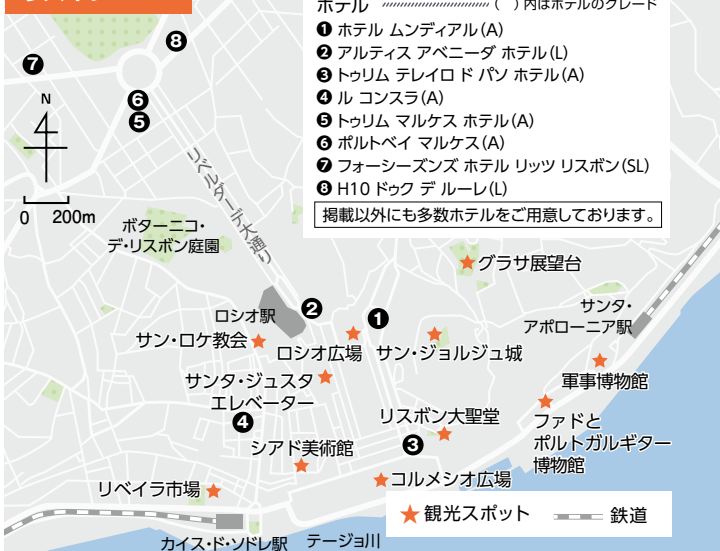 ホテル ( )内はホテルのグレード
❶ ホテル ムンディアル(A)
❷ アルティス アベニーダ ホテル(L)
❸ トゥリム テレイロ ド パソ ホテル(A)
❹ ル コンスラ(A)
❺ トゥリム マルケス ホテル(A)
❻ ポルトベイ マルケス(A)
❼ フォーシーズンズ ホテル リッツ リスボン(SL)
❽ H10 ドゥク デ ルーレ(L)
掲載以外にも多数ホテルをご用意しております。
❽
❼
❻
❺
N
0 200m
リベルダーデ大通り
ボターニコ・
デ・リスボン庭園
グラサ展望台
サンタ・
アポローニア駅
ロシオ駅
❷
❶
サン・ロケ教会
ロシオ広場
サン・ジョルジュ城
軍事博物館
サンタ・ジュスタ
エレベーター
❹
リスボン大聖堂
❸
ファドと
ポルトガルギター
博物館
シアド美術館
コルメシオ広場
リベイラ市場
観光スポット
鉄道
カイス・ド・ソドレ駅
テージョ川